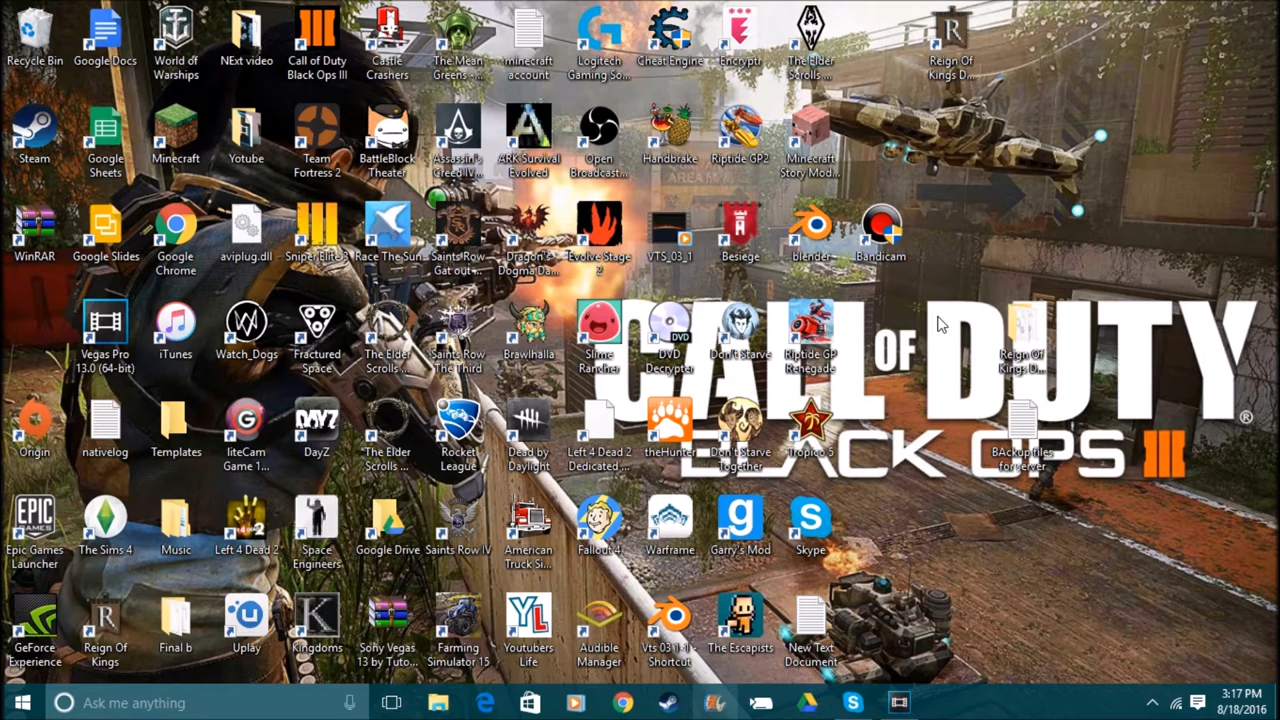 Recycle Bin
Google Docs
World of Warships
NExt video
Call of Duty Black Ops III
Castle Crashers
The Mean Greens -...
minecraft account
Logitech Gaming So...
Cheat Engine
Encryptr
The Elder Scrolls ...
Reign Of Kings D...
Steam
Google Sheets
Minecraft
Yotube
Team Fortress 2
BattleBlock Theater
Assassin's Creed IV...
ARK Survival Evolved
Open Broadcast...
Handbrake
Riptide GP2
Minecraft Story Mod...
WinRAR
Google Slides
Google Chrome
aviplug.dll
Sniper Elite 3
Race The Sun
Saints Row Gat out ...
Dragon's Dogma Da...
Evolve Stage 2
VTS_03_1
Besiege
blender
Bandicam
Vegas Pro 13.0 (64-bit)
iTunes
Watch_Dogs
Fractured Space
The Elder Scrolls ...
Saints Row The Third
Brawlhalla
Slime Rancher
DVD
DVD Decrypter
Don't Starve
Riptide GP Renegade
Reign Of Kings D...
CALL OF DUTY®
BLACK OPS III
Origin
nativelog
Templates
liteCam Game 1...
DAYZ
DayZ
The Elder Scrolls ...
Rocket League
Dead by Daylight
Left 4 Dead 2 Dedicated ...
theHunter
Don't Starve Together
Tropico 5
BAckup files for server
EPIC GAMES
Epic Games Launcher
The Sims 4
Music
Left 4 Dead 2
Space Engineers
Google Drive
Saints Row IV
American Truck Si...
Fallout 4
Warframe
Garry's Mod
Skype
GeForce Experience
Reign Of Kings
Final b
Uplay
Kingdoms
Sony Vegas 13 by Tuto...
Farming Simulator 15
YL
Youtubers Life
Audible Manager
Vts 03 1-1 - Shortcut
The Escapists
New Text Document
Ask me anything
3:17 PM
8/18/2016